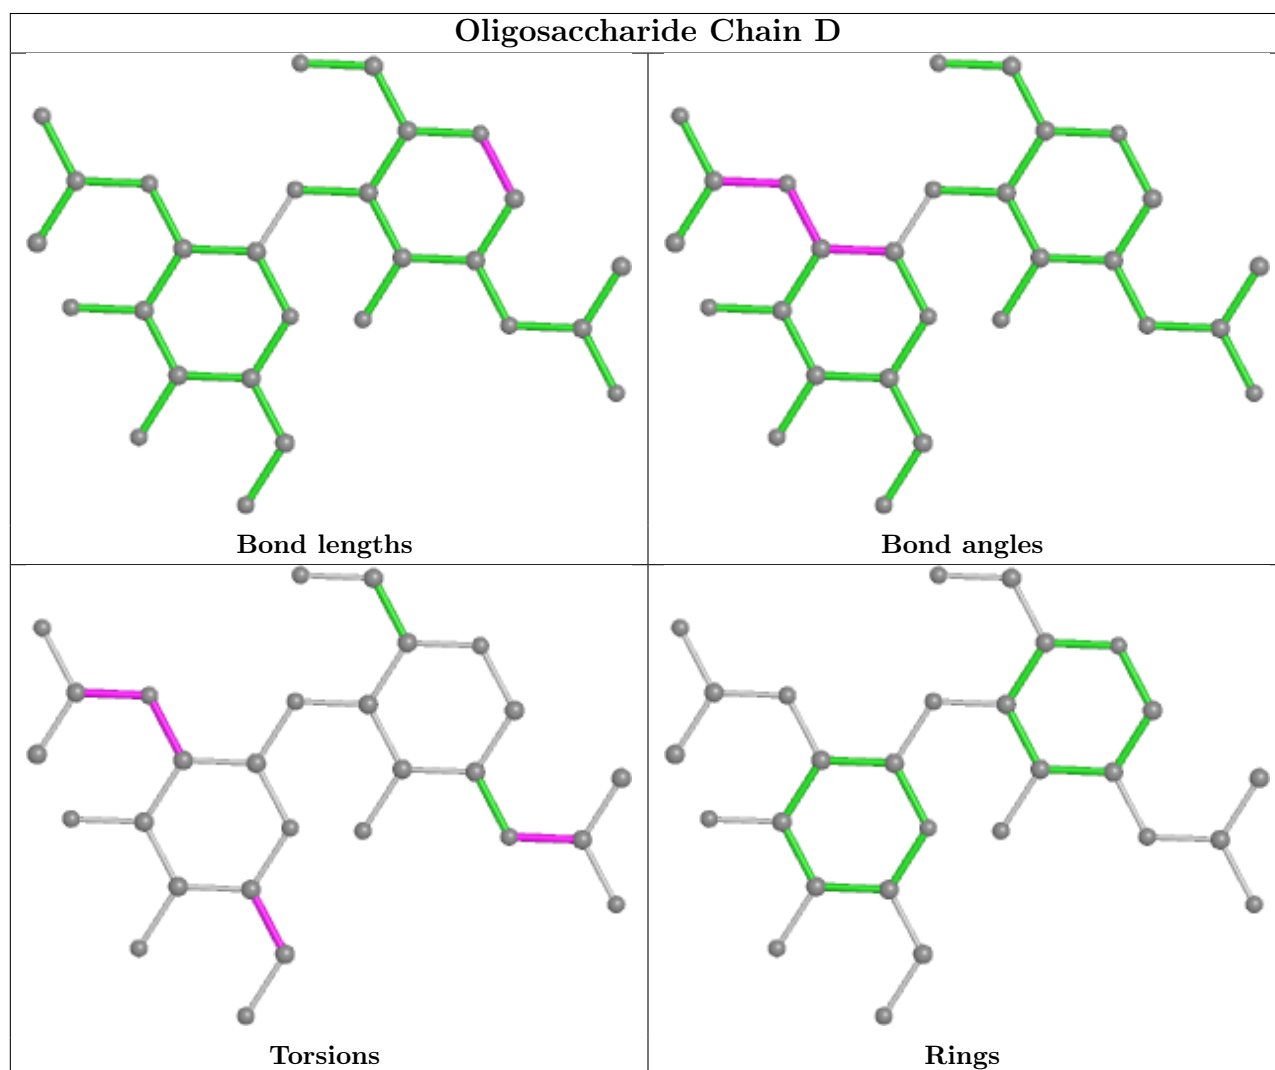 Oligosaccharide Chain D
Bond lengths
Bond angles
Torsions
Rings